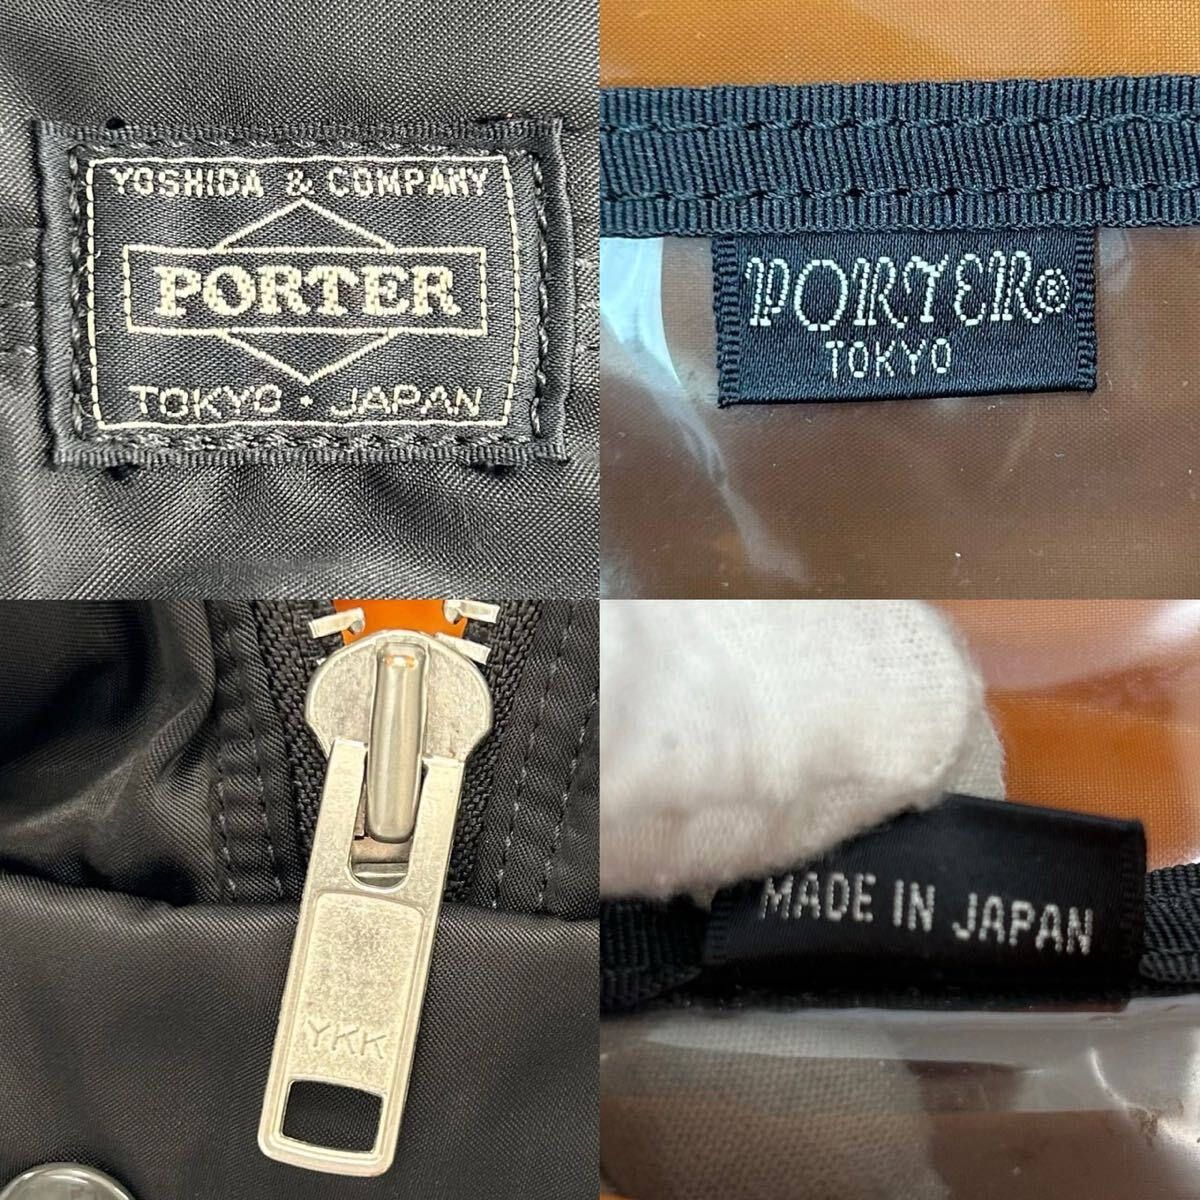 YOSHIDA & COMPANY
PORTER
TOKYO · JAPAN
PORTER®
TOKYO
YKK
MADE IN JAPAN